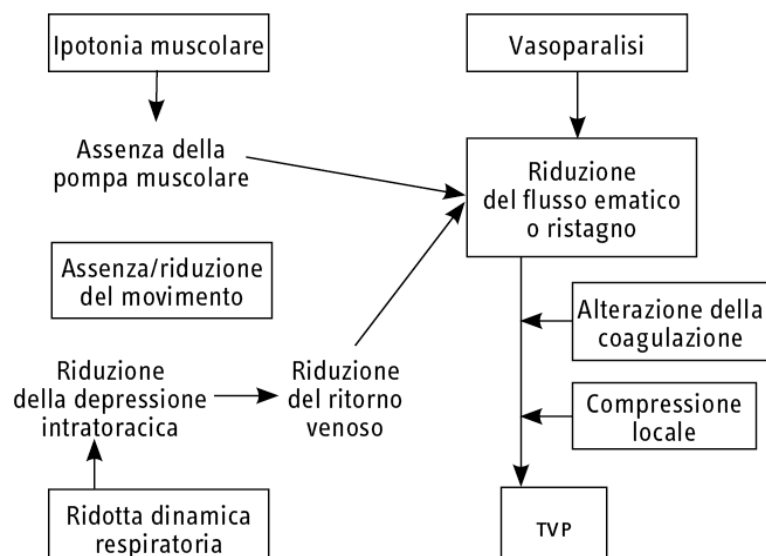 Ipotonia muscolare
Vasoparalisi
Assenza della
pompa muscolare
Riduzione
del flusso ematico
o ristagno
Assenza/riduzione
del movimento
Alterazione della
coagulazione
Riduzione
della depressione
intratoracica
Riduzione
del ritorno
venoso
Compressione
locale
Ridotta dinamica
respiratoria
TVP